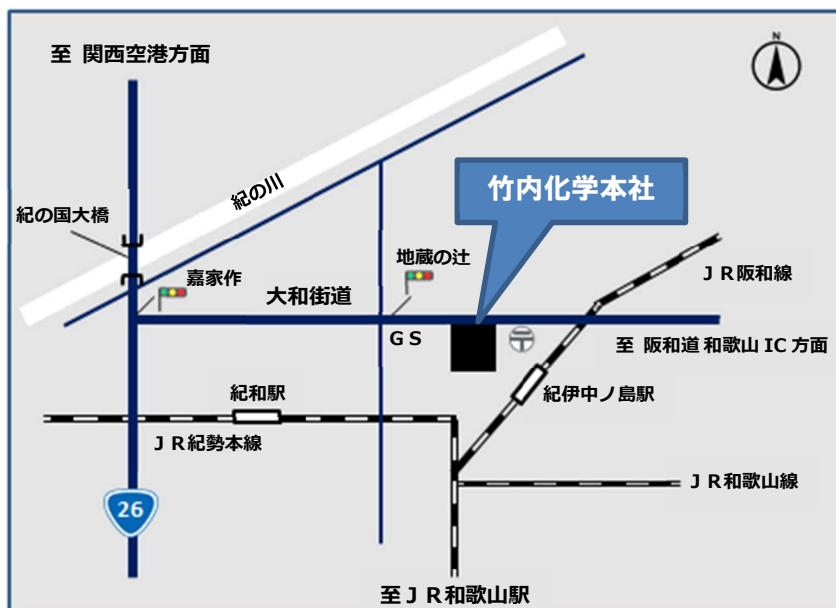 至 関西空港方面
N
紀の川
竹内化学本社
紀の国大橋
嘉家作
地蔵の辻
大和街道
ＪＲ阪和線
ＧＳ
〒
至 阪和道 和歌山 IC 方面
紀和駅
紀伊中ノ島駅
ＪＲ紀勢本線
ＪＲ和歌山線
26
至ＪＲ和歌山駅